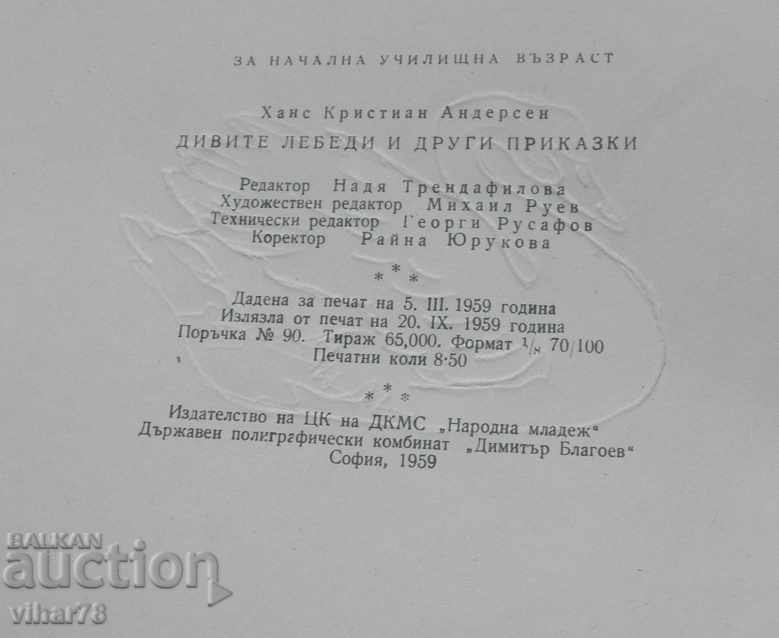 ЗА НАЧАЛНА УЧИЛИЩНА ВЪЗРАСТ
Ханс Кристиан Андерсен
ДИВИТЕ ЛЕБЕДИ И ДРУГИ ПРИКАЗКИ
Редактор Надя Трендафилова
Художествен редактор Михаил Руев
Технически редактор Георги Русафов
Коректор Райна Юрукова
* * *
Дадена за печат на 5. III. 1959 година
Излязла от печат на 20. IX. 1959 година
Поръчка № 90. Тираж 65,000. Формат 1/8 70/100
Печатни коли 8·50
* * *
Издателство на ЦК на ДКМС „Народна младеж“
Държавен полиграфически комбинат „Димитър Благоев“
София, 1959
BALKAN
auction
vihar78